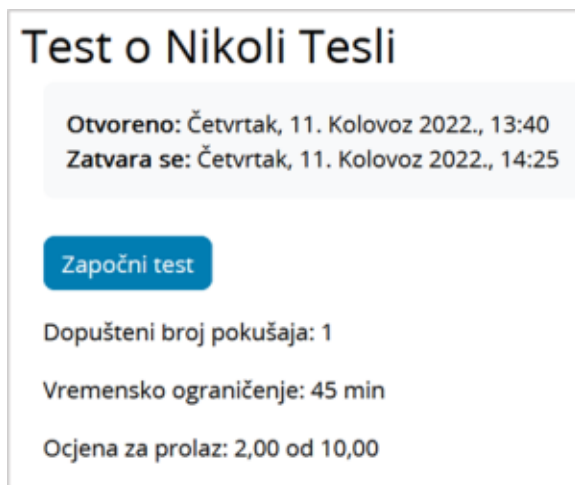 Test o Nikoli Tesli
Otvoreno: Četvrtak, 11. Kolovoz 2022., 13:40
Zatvara se: Četvrtak, 11. Kolovoz 2022., 14:25
Započni test
Dopušteni broj pokušaja: 1
Vremensko ograničenje: 45 min
Ocjena za prolaz: 2,00 od 10,00